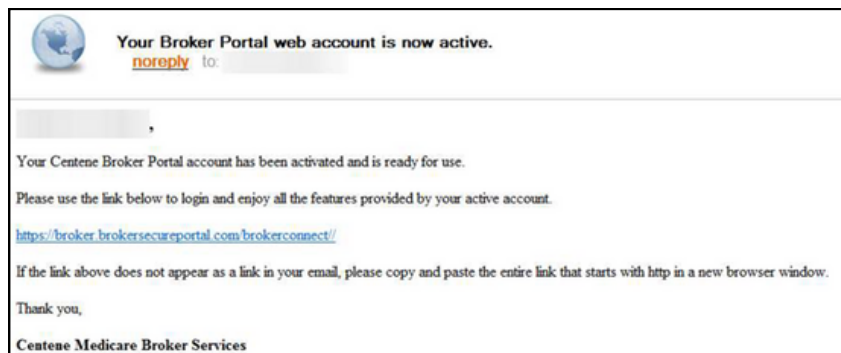 Your Broker Portal web account is now active.
noreply to:
,
Your Centene Broker Portal account has been activated and is ready for use.
Please use the link below to login and enjoy all the features provided by your active account.
https://broker.brokersecureportal.com/brokerconnect//
If the link above does not appear as a link in your email, please copy and paste the entire link that starts with http in a new browser window.
Thank you,
Centene Medicare Broker Services